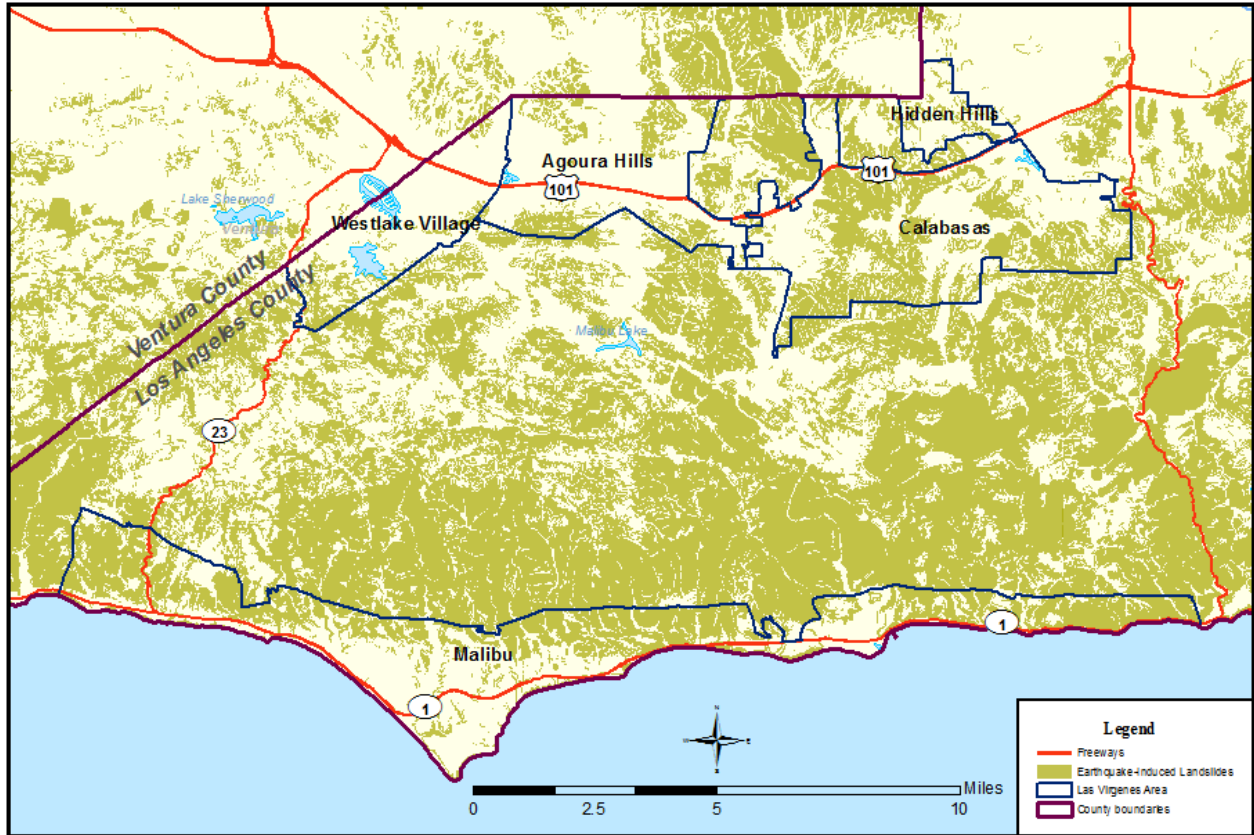 Hidden Hills
Agoura Hills
101
101
Lake Sherwood
Westlake Village
Calabasas
Ventura County
Los Angeles County
Malibu Lake
23
1
Malibu
1
N
W
E
S
Legend
Freeways
Earthquake-Induced Landslides
Las Virgenes Area
County boundaries
Miles
0
2.5
5
10